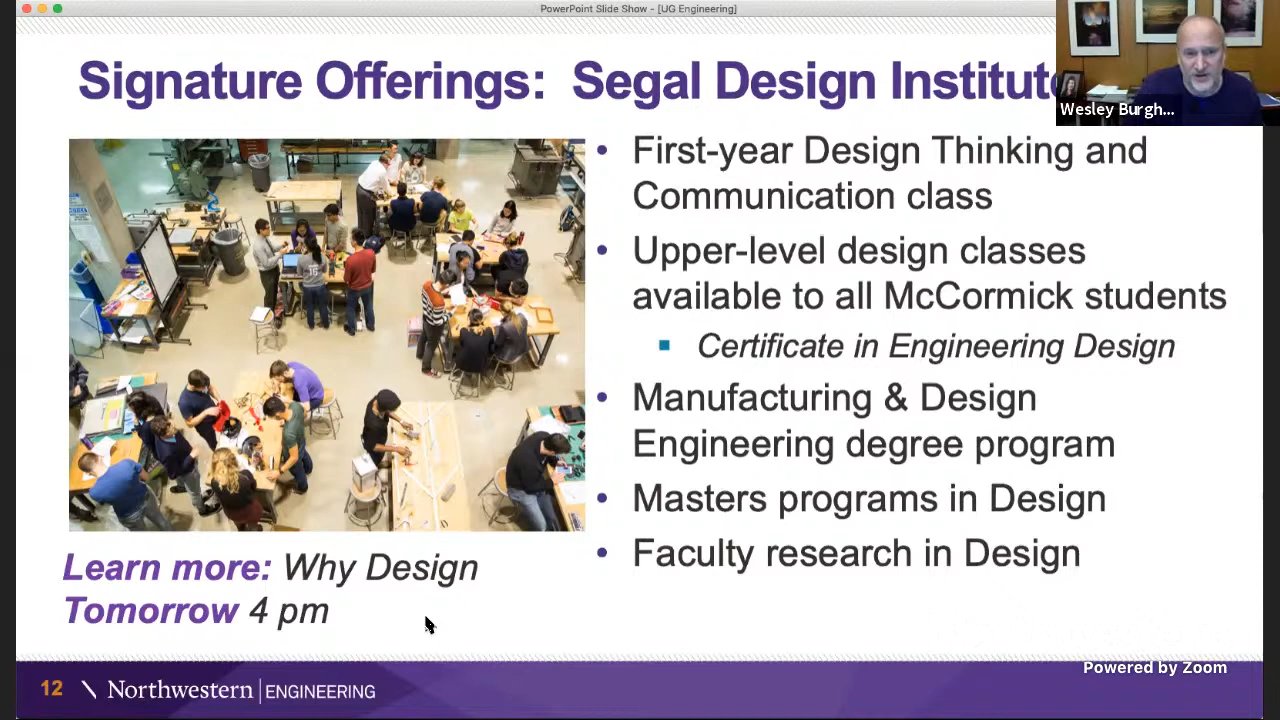 PowerPoint Slide Show - [UG Engineering]
Signature Offerings: Segal Design Institute
Wesley Burgh...
• First-year Design Thinking and
Communication class
• Upper-level design classes
available to all McCormick students
▪ Certificate in Engineering Design
• Manufacturing & Design
Engineering degree program
• Masters programs in Design
• Faculty research in Design
Learn more: Why Design
Tomorrow 4 pm
12 \ Northwestern | ENGINEERING
Powered by Zoom